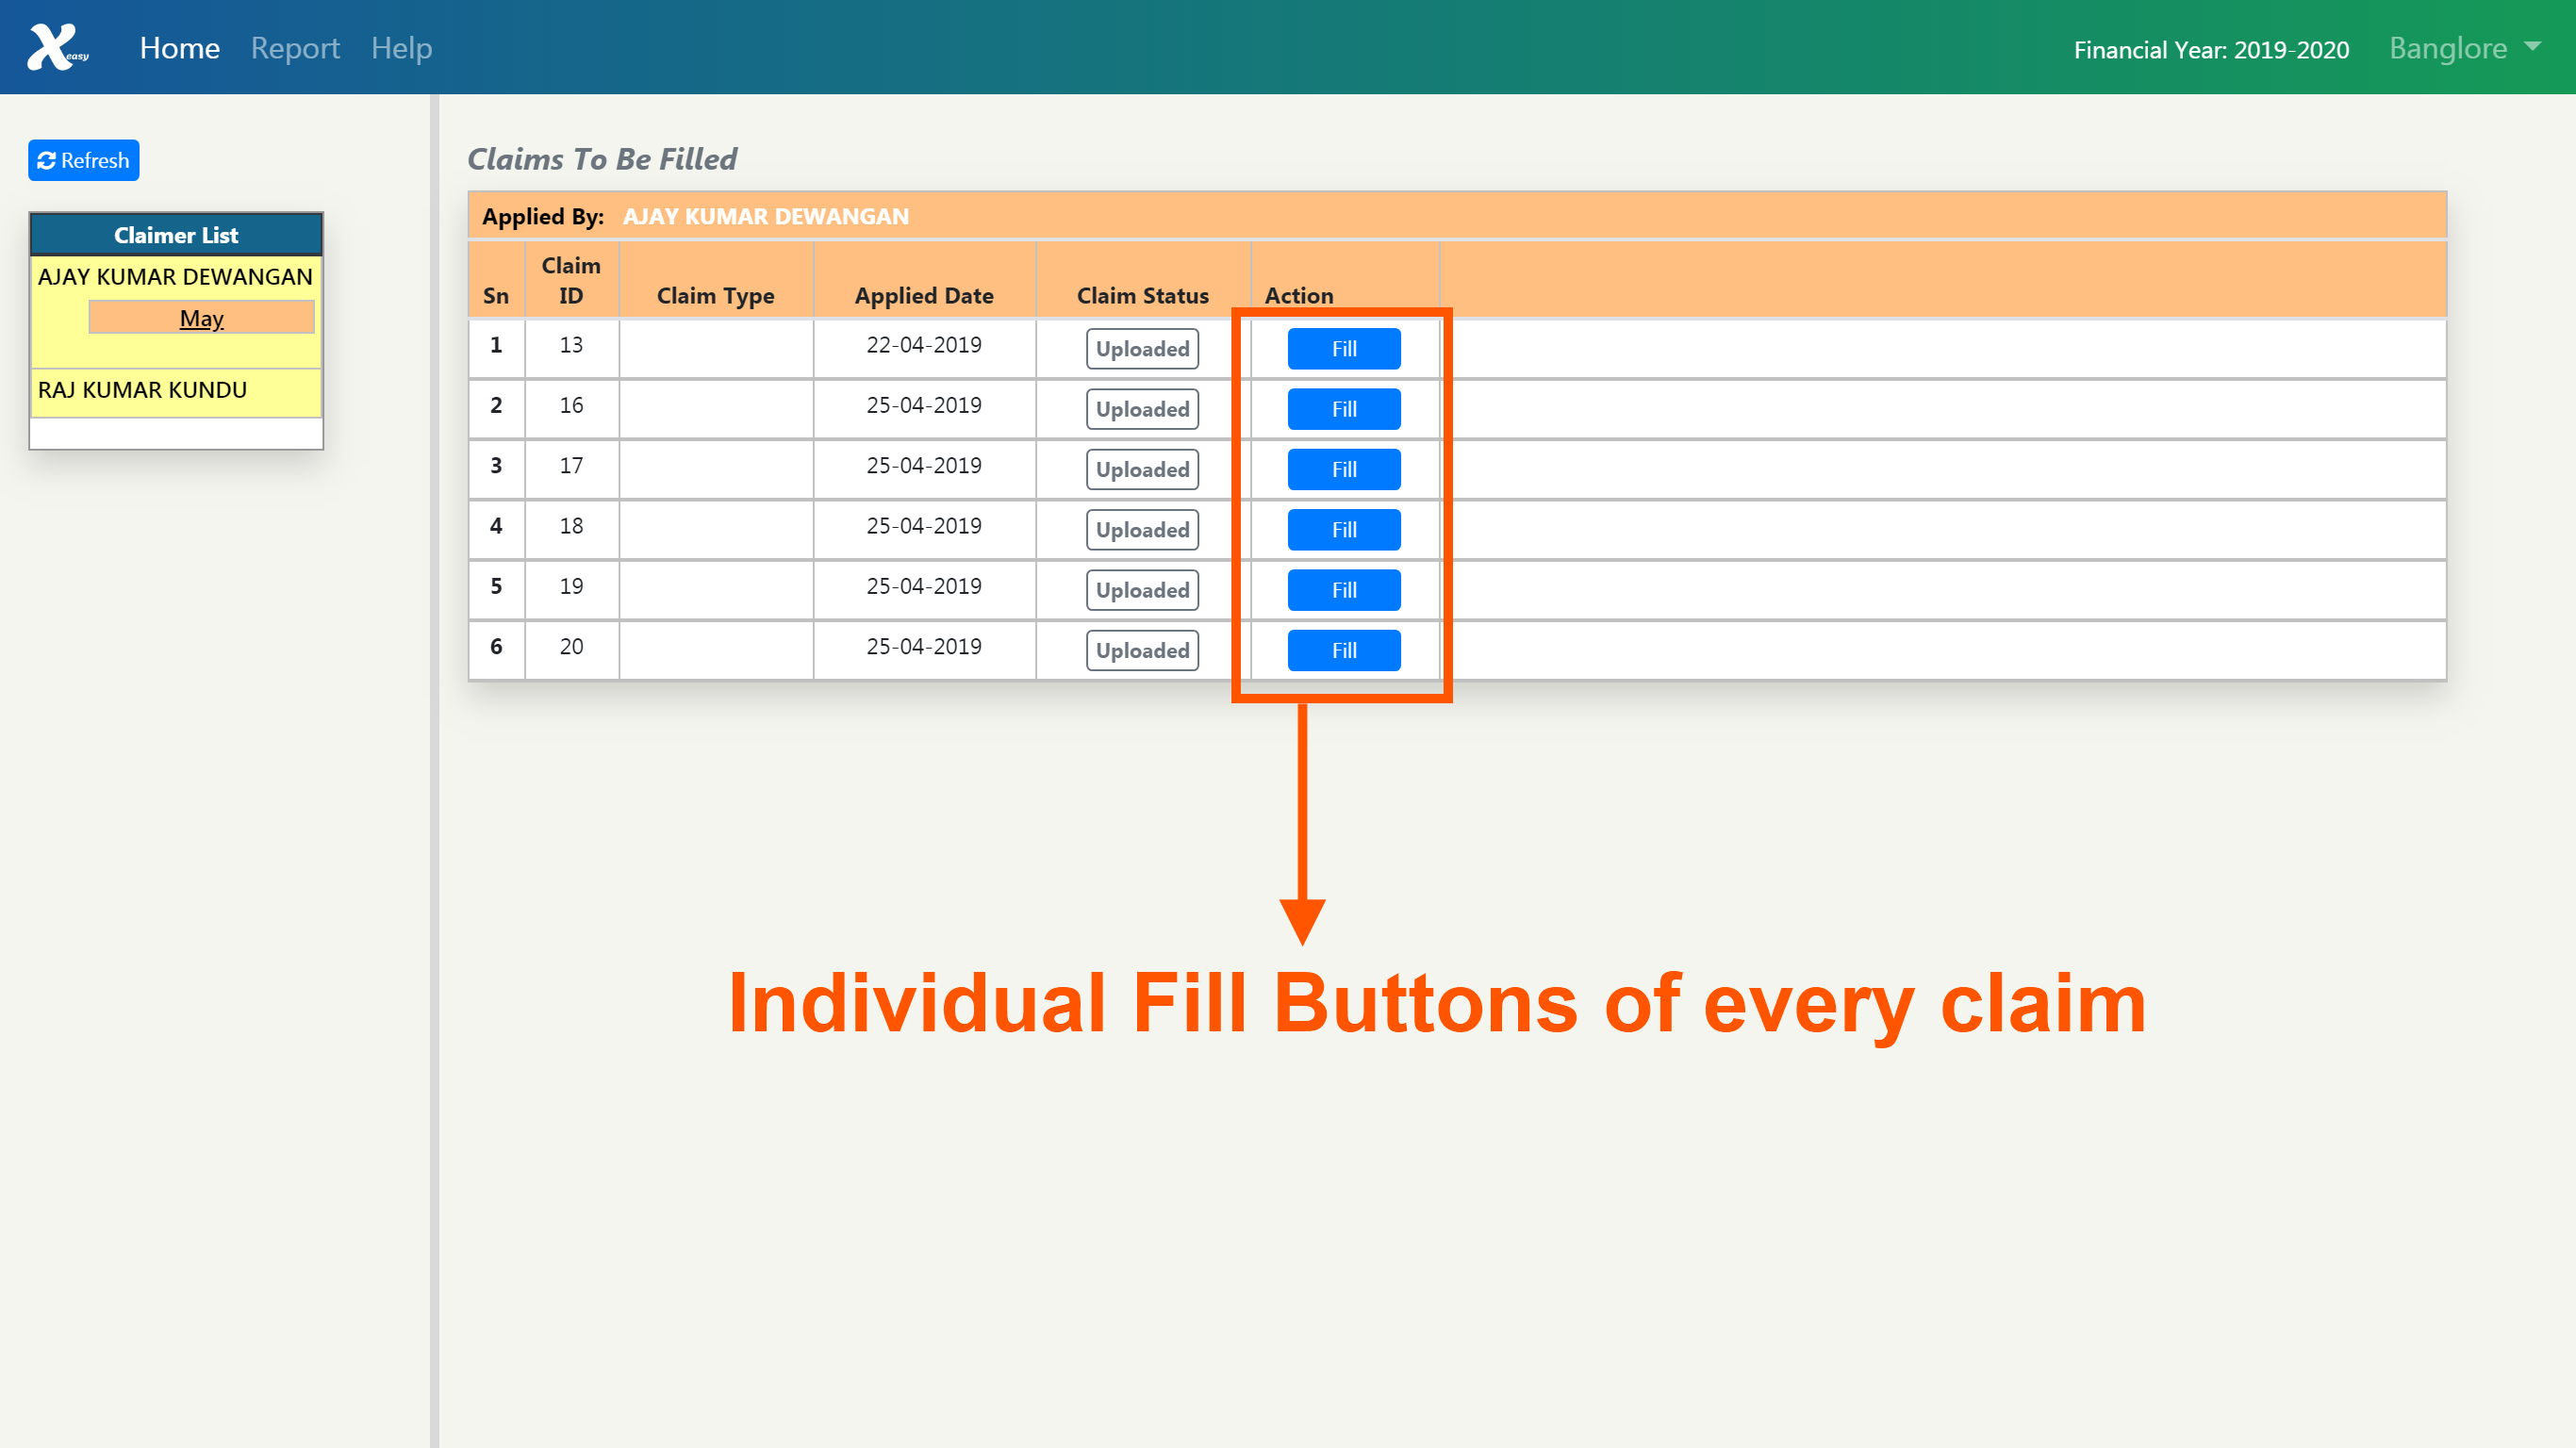 X easy Home Report Help Financial Year: 2019-2020 Banglore
Refresh
Claimer List
AJAY KUMAR DEWANGAN
May
RAJ KUMAR KUNDU
Claims To Be Filled
Applied By: AJAY KUMAR DEWANGAN
Sn Claim ID Claim Type Applied Date Claim Status Action
1 13 22-04-2019 Uploaded Fill
2 16 25-04-2019 Uploaded Fill
3 17 25-04-2019 Uploaded Fill
4 18 25-04-2019 Uploaded Fill
5 19 25-04-2019 Uploaded Fill
6 20 25-04-2019 Uploaded Fill
Individual Fill Buttons of every claim